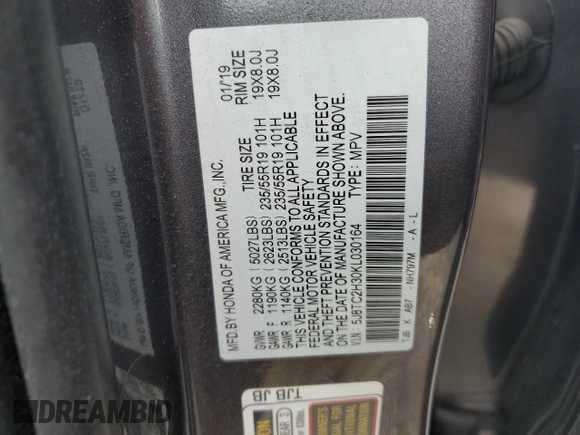 MFD.BY HONDA OF AMERICA MFG.,INC. 01/19
TIRE SIZE RIM SIZE
GVWR 2280KG (5027LBS)
GAWR F 1190KG (2623LBS) 235/55R19 101H 19X8.0J
GAWR R 1140KG (2513LBS) 235/55R19 101H 19X8.0J
THIS VEHICLE CONFORMS TO ALL APPLICABLE
FEDERAL MOTOR VEHICLE SAFETY
AND THEFT PREVENTION STANDARDS IN EFFECT
ON THE DATE OF MANUFACTURE SHOWN ABOVE.
V.I.N.: 5J8TC2H30KL030164 TYPE: MPV
TJB K AB7 -NH797M -A-L
TJB JB
DREAMBID